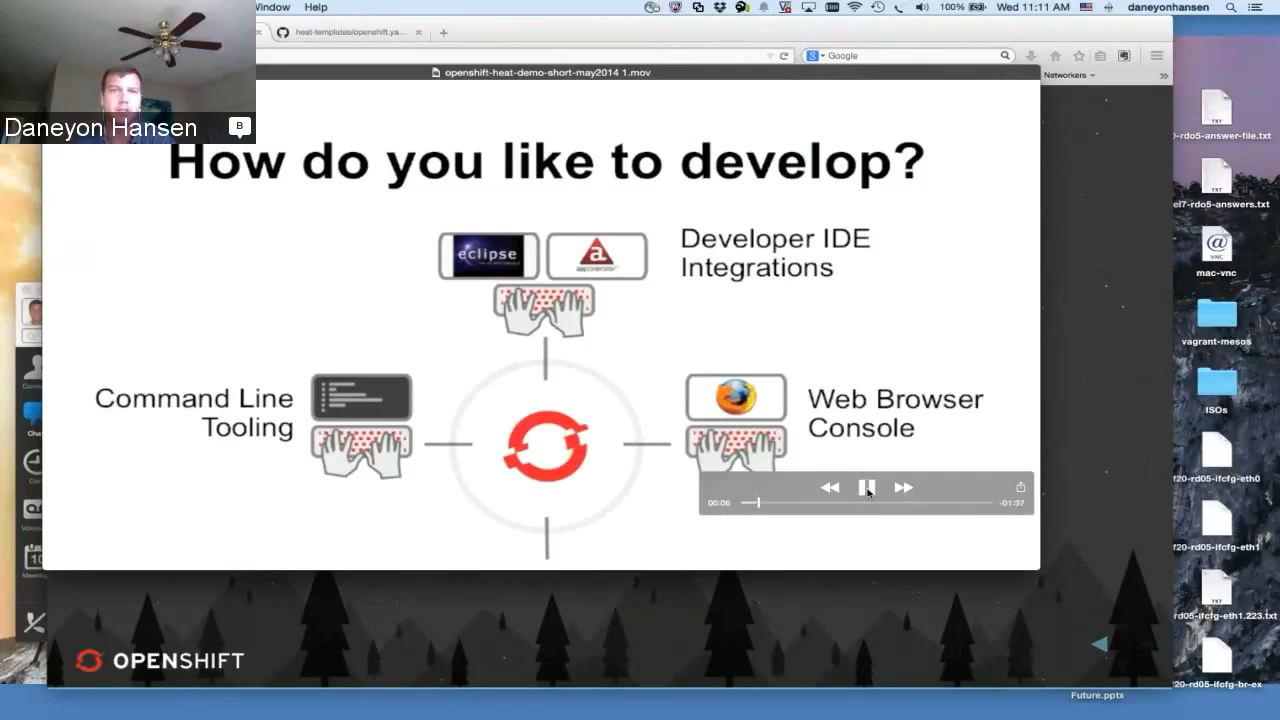 Window Help
100% Wed 11:11 AM daneyonhansen
heat-templates/openshift.ya...
Google
openshift-heat-demo-short-may2014 1.mov
Networkers
Daneyon Hansen
B
How do you like to develop?
eclipse
Developer IDE
Integrations
Command Line
Tooling
Web Browser
Console
00:06
-01:37
OPENSHIFT
Future.pptx
TXT
-rdo5-answer-file.txt
TXT
el7-rdo5-answers.txt
@
VNC
mac-vnc
vagrant-mesos
ISOs
f20-rd05-ifcfg-eth0
f20-rd05-ifcfg-eth1
TXT
rd05-ifcfg-eth1.223.txt
f20-rd05-ifcfg-br-ex